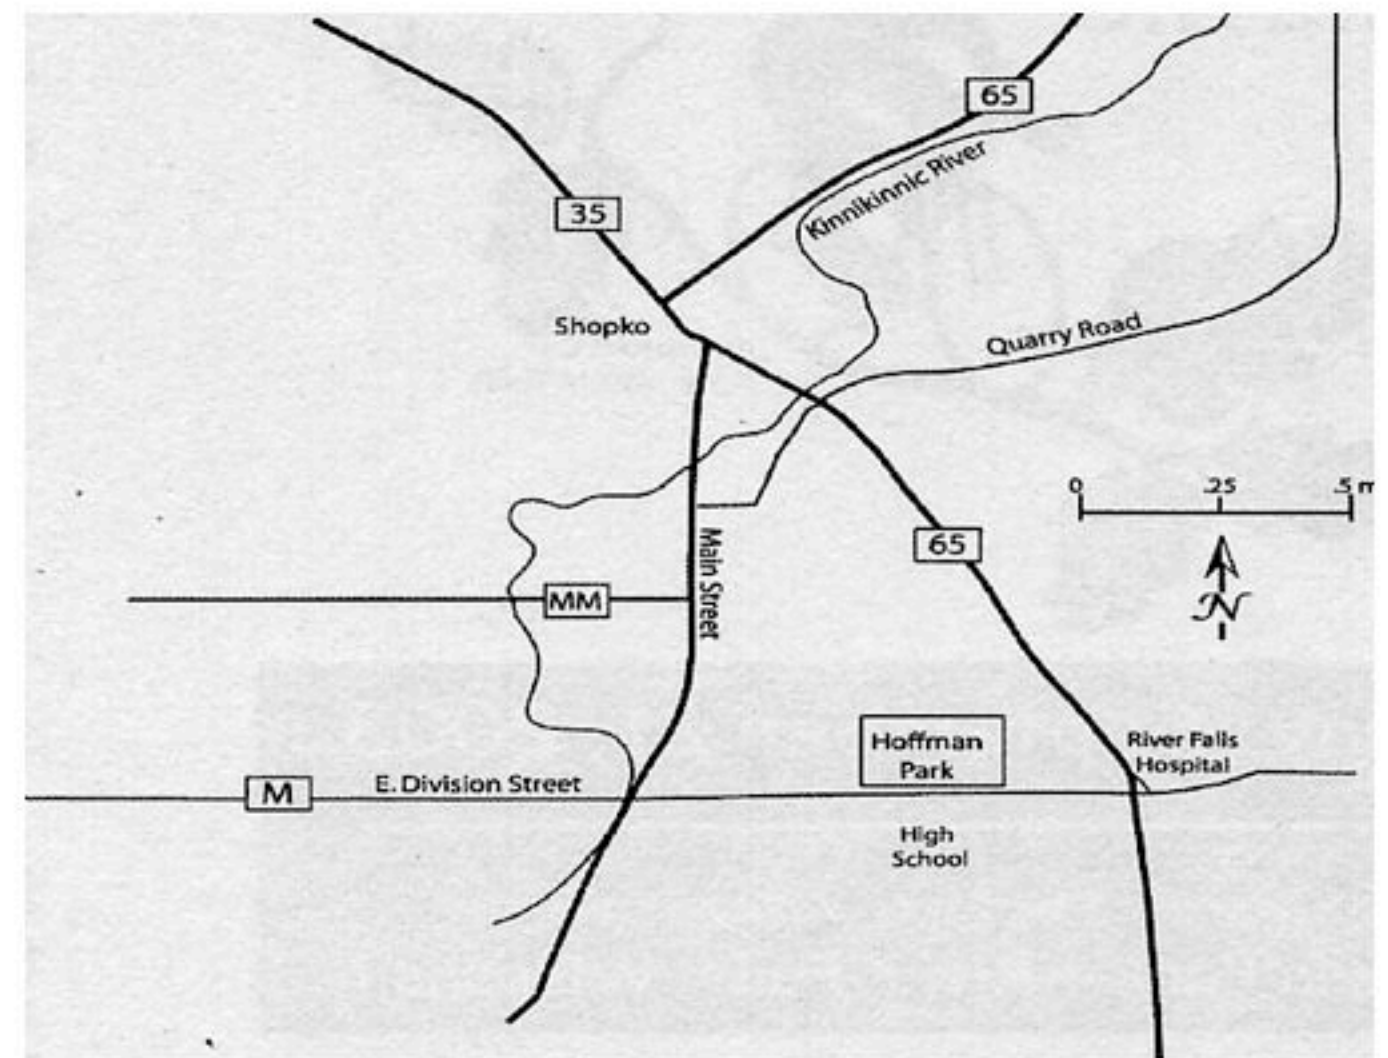 65
Kinnikinnic River
35
Shopko
Quarry Road
0 .25 .5 m
65
Main Street
N
MM
Hoffman
Park
River Falls
Hospital
E. Division Street
M
High
School